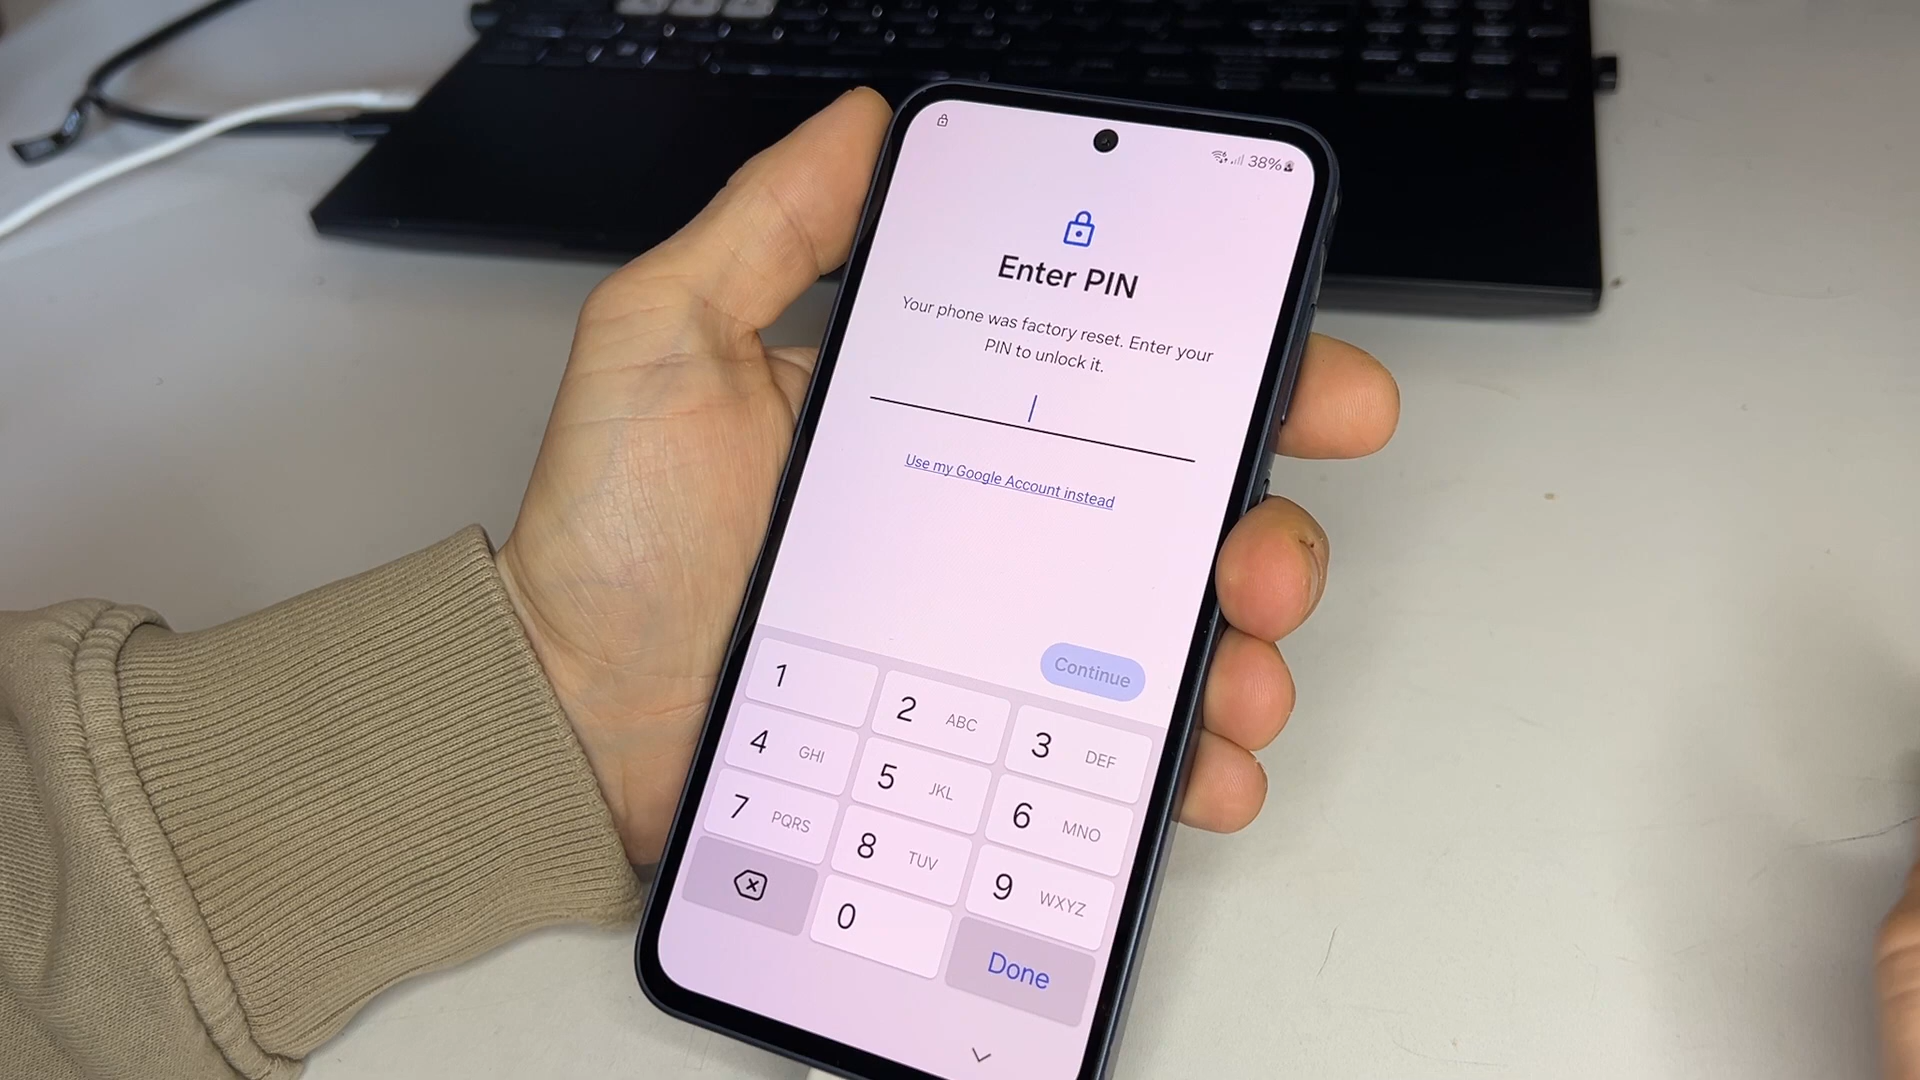 38%
Enter PIN
Your phone was factory reset. Enter your
PIN to unlock it.
Use my Google Account instead
Continue
1
2 ABC
3 DEF
4 GHI
5 JKL
6 MNO
7 PQRS
8 TUV
9 WXYZ
0
Done